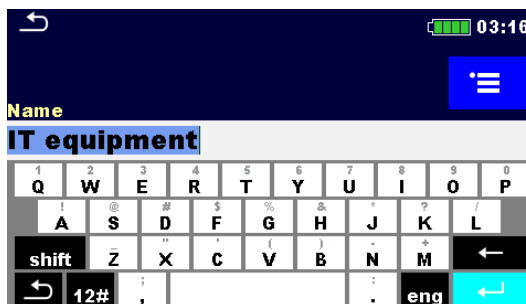 03:16
Name
IT equipment
1 2 3 4 5 6 7 8 9 0
Q W E R T Y U I O P
! @ # $ % & * ? /
A S D F G H J K L
_ " ' ( ) - +
shift Z X C V B N M
; :
12# , . eng